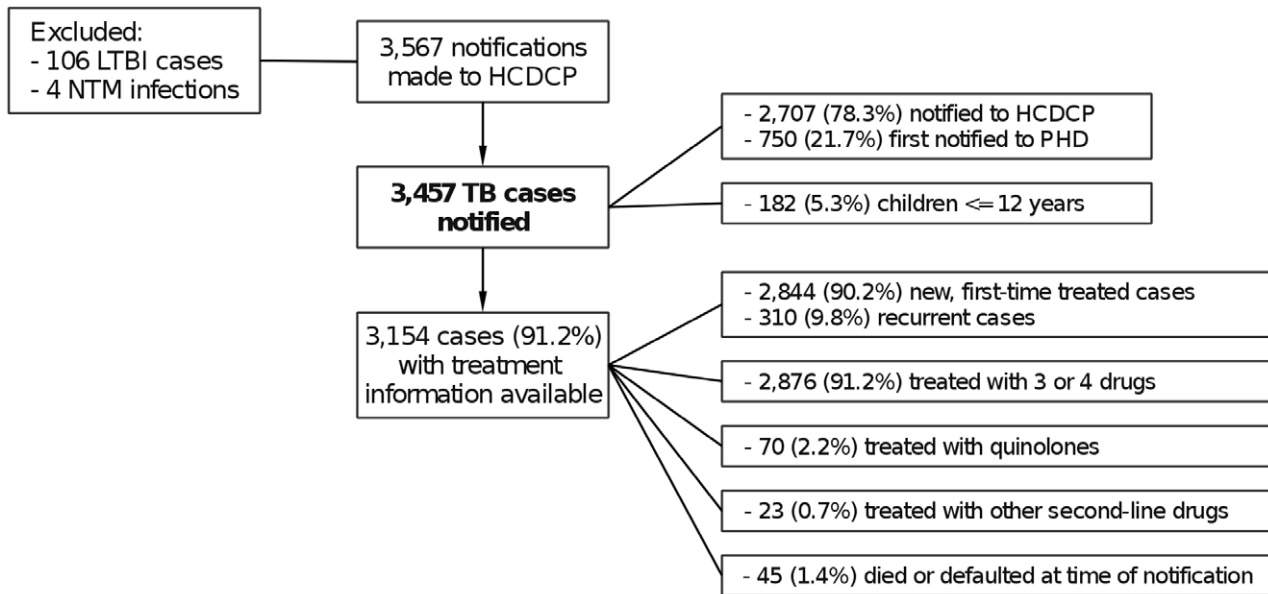 Excluded:
- 106 LTBI cases
- 4 NTM infections
3,567 notifications
made to HCDCP
- 2,707 (78.3%) notified to HCDCP
- 750 (21.7%) first notified to PHD
3,457 TB cases
notified
- 182 (5.3%) children <= 12 years
- 2,844 (90.2%) new, first-time treated cases
- 310 (9.8%) recurrent cases
3,154 cases (91.2%)
with treatment
information available
- 2,876 (91.2%) treated with 3 or 4 drugs
- 70 (2.2%) treated with quinolones
- 23 (0.7%) treated with other second-line drugs
- 45 (1.4%) died or defaulted at time of notification